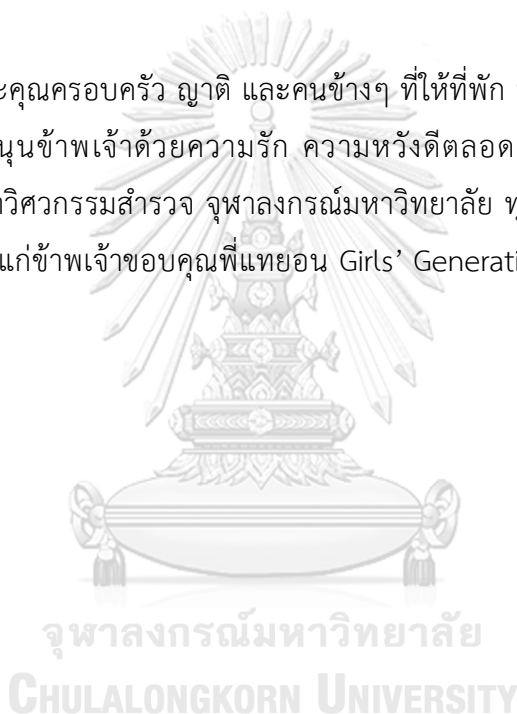 ะคุณครอบครัว ญาติ และคนข้างๆ ที่ให้ที่พัก
นุนข้าพเจ้าด้วยความรัก ความหวังดีตลอด
วิศวกรรมสำรวจ จุฬาลงกรณ์มหาวิทยาลัย
แก่ข้าพเจ้าขอบคุณพี่แทยอน Girls’ Generati
จุฬาลงกรณ์มหาวิทยาลัย
CHULALONGKORN UNIVERSITY